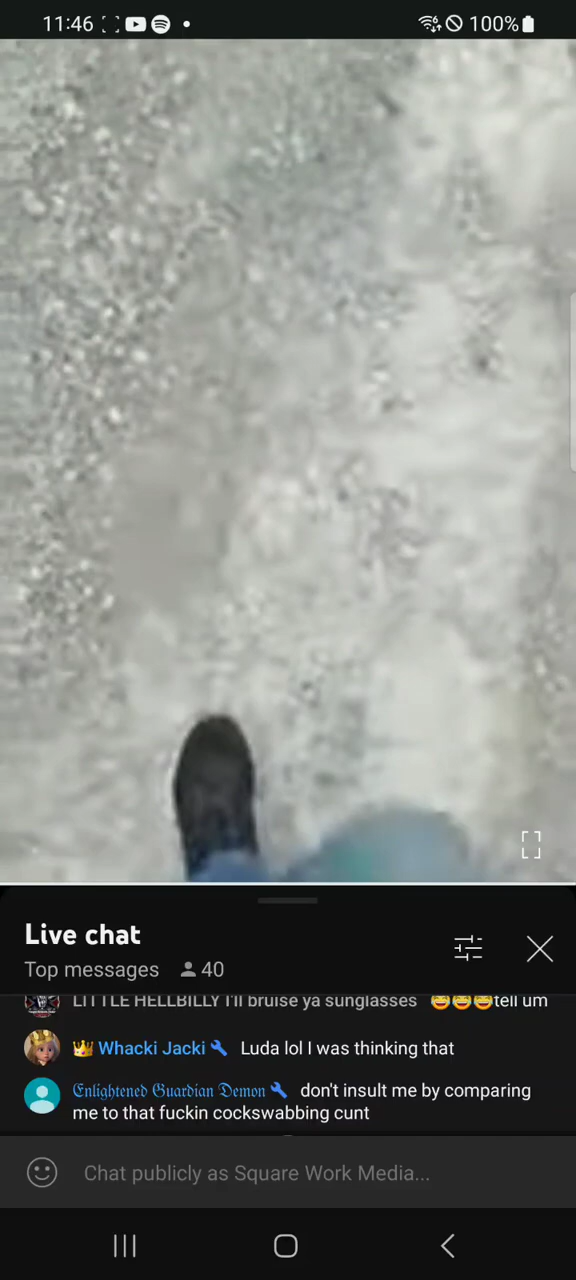 11:46
100%
Live chat
Top messages 40
LITTLE HELLBILLY I'll bruise ya sunglasses 😂😂😂tell um
👑 Whacki Jacki🔧 Luda lol I was thinking that
𝔈𝔫𝔩𝔦𝔤𝔥𝔱𝔢𝔫𝔢𝔡 𝔊𝔲𝔞𝔯𝔡𝔦𝔞𝔫 𝔇𝔢𝔪𝔬𝔫🔧 don't insult me by comparing
me to that fuckin cockswabbing cunt
Chat publicly as Square Work Media...